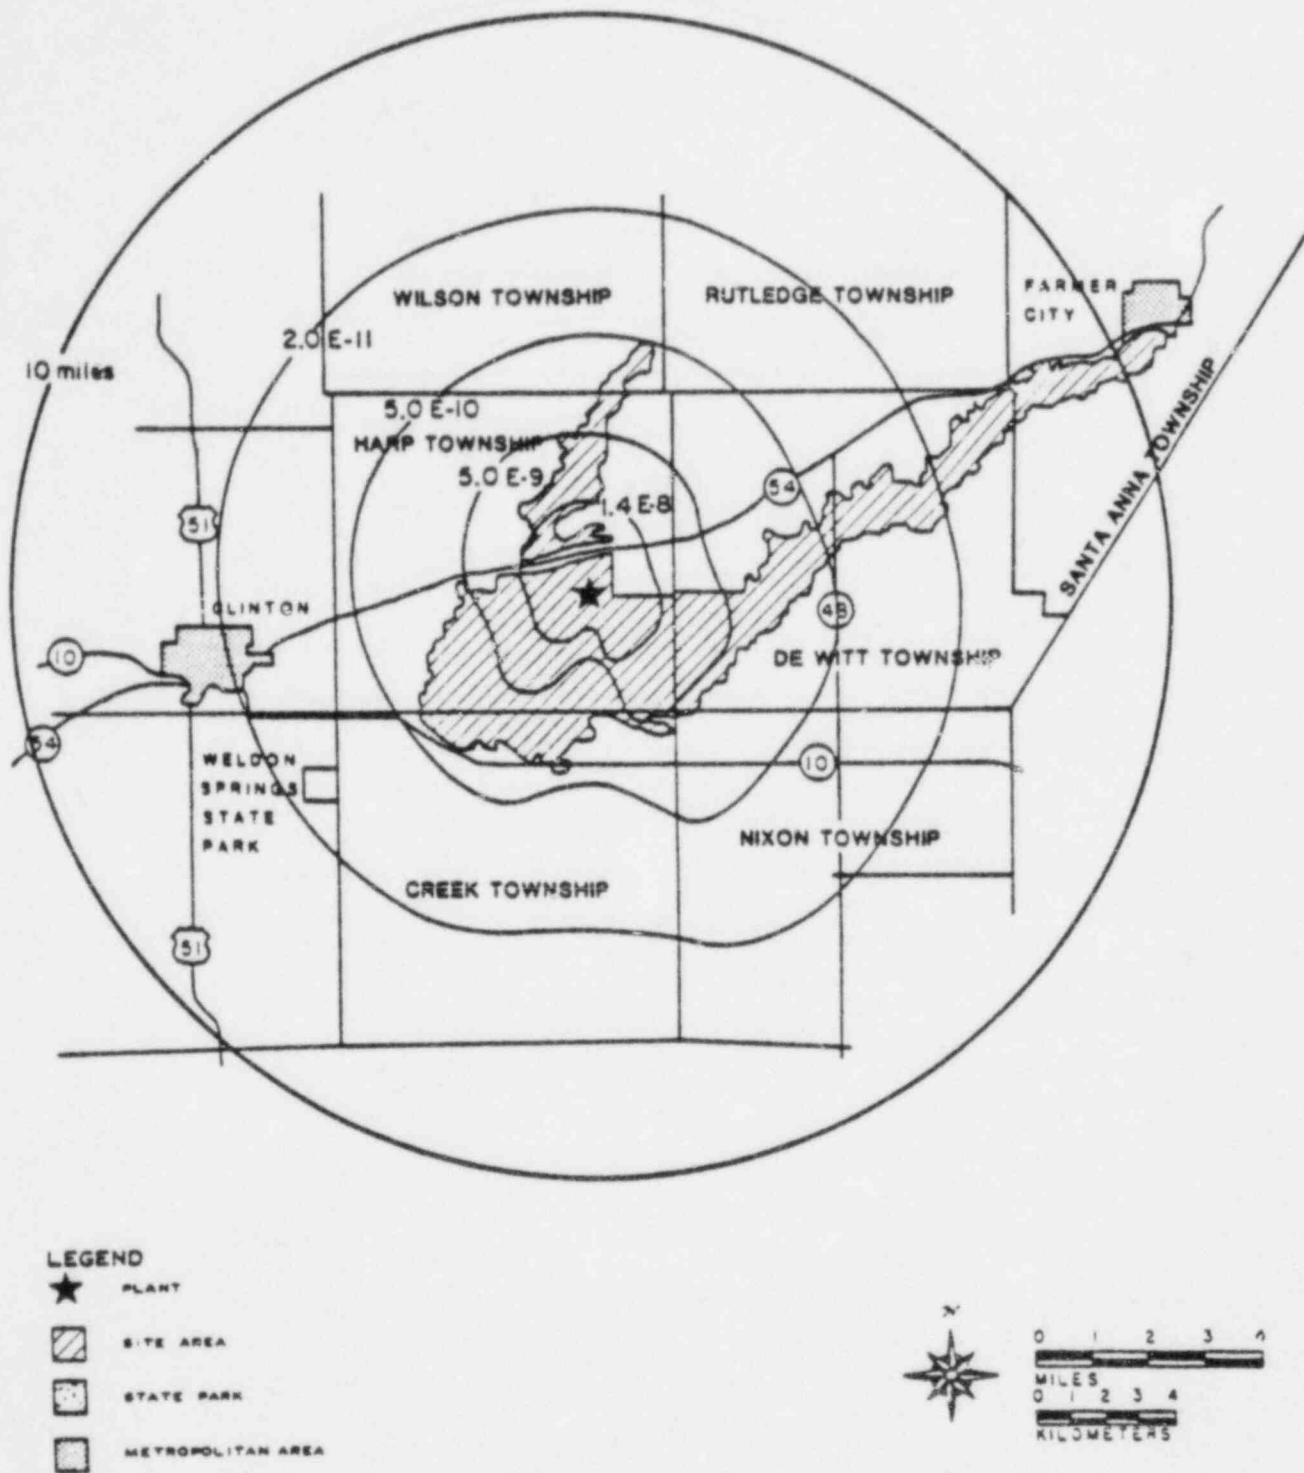 WILSON TOWNSHIP
RUTLEDGE TOWNSHIP
FARMER
CITY
2.0 E-11
10 miles
5.0 E-10
HARP TOWNSHIP
5.0 E-9
1.4 E-8
54
51
SANTA ANNA TOWNSHIP
CLINTON
48
10
DE WITT TOWNSHIP
54
WELDON
SPRINGS
STATE
PARK
10
NIXON TOWNSHIP
CREEK TOWNSHIP
51
LEGEND
PLANT
SITE AREA
STATE PARK
METROPOLITAN AREA
N
0 1 2 3
MILES
0 1 2 3 4
KILOMETERS